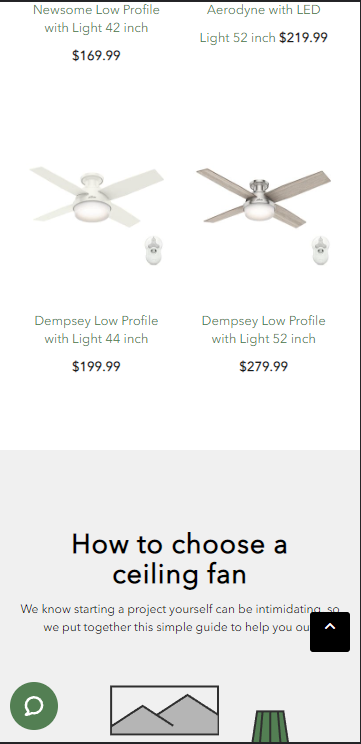 Newsome Low Profile
with Light 42 inch
$169.99
Aerodyne with LED
Light 52 inch $219.99
Dempsey Low Profile
with Light 44 inch
$199.99
Dempsey Low Profile
with Light 52 inch
$279.99
How to choose a
ceiling fan
We know starting a project yourself can be intimidating, so
we put together this simple guide to help you ou